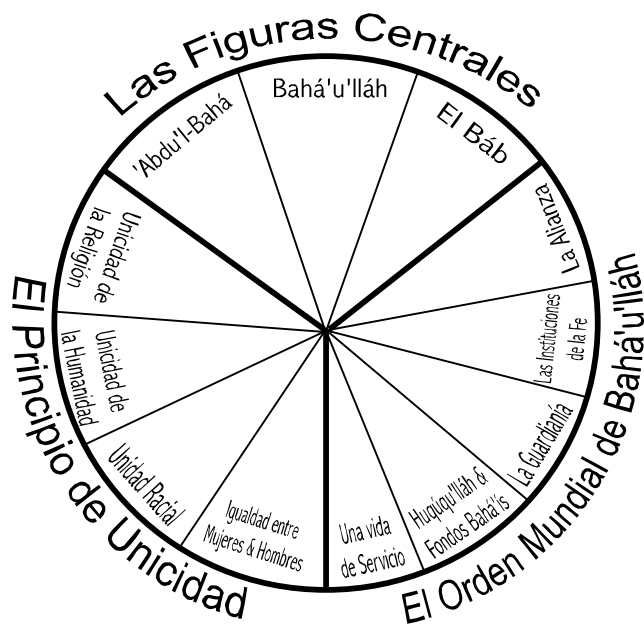 Las Figuras Centrales
'Abdu'l-Bahá
Bahá'u'lláh
El Báb
El Orden Mundial de Bahá'u'lláh
La Alianza
Las Instituciones
de la Fe
La Guardianía
Huqúqu'lláh &
Fondos Bahá'ís
Una vida
de Servicio
El Principio de Unicidad
Unicidad de
la Religión
Unicidad de
la Humanidad
Unidad Racial
Igualdad entre
Mujeres & Hombres